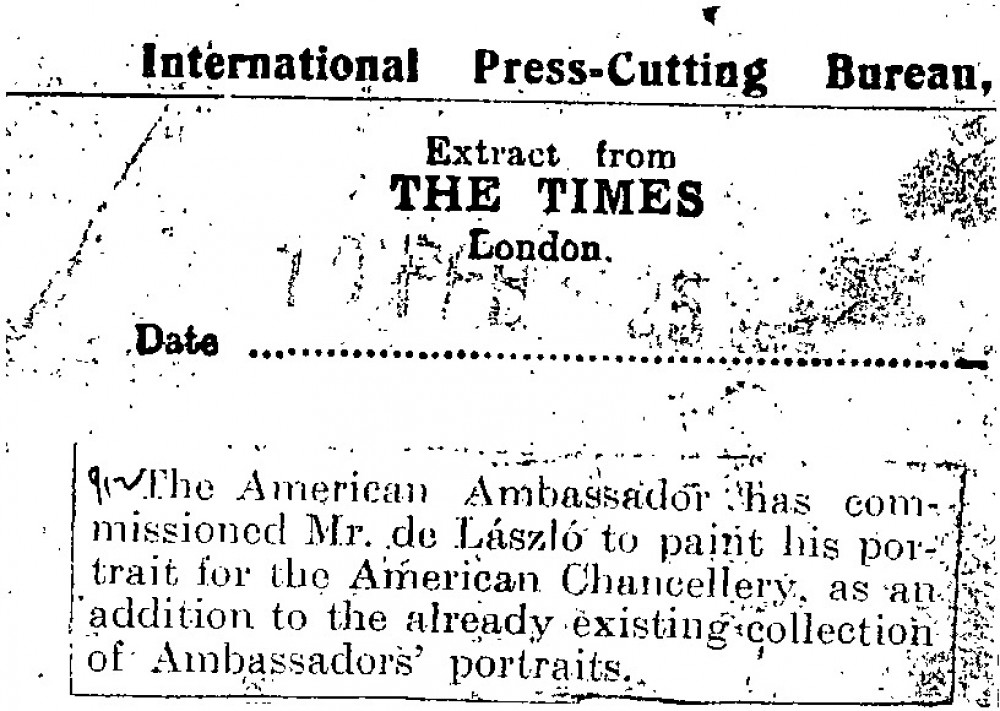 International Press-Cutting Bureau,
Extract from
THE TIMES
London.
Date
The American Ambassador has com-
missioned Mr. de László to paint his por-
trait for the American Chancellery, as an
addition to the already existing collection
of Ambassadors' portraits.